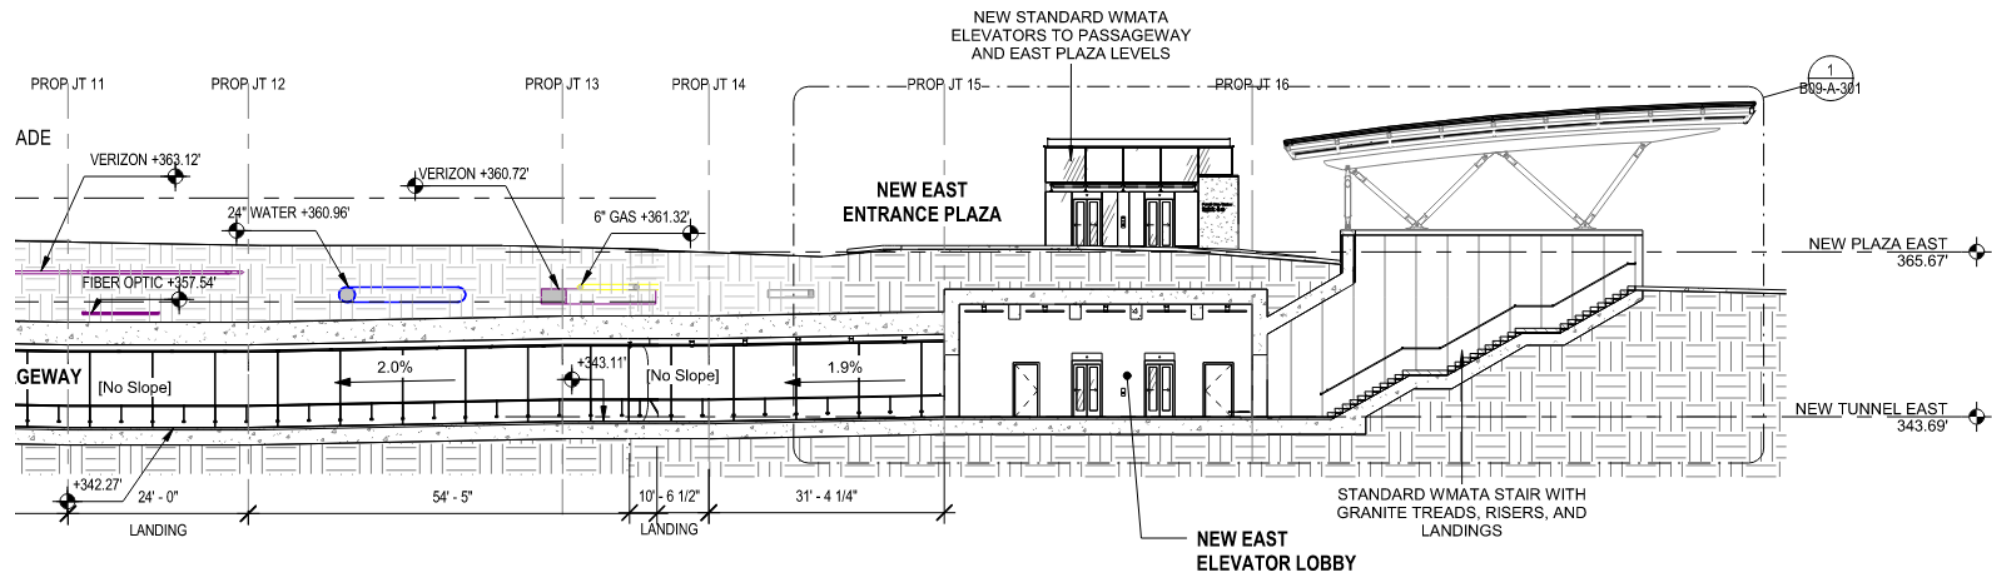 NEW STANDARD WMATA
ELEVATORS TO PASSAGEWAY
AND EAST PLAZA LEVELS
PROP JT 11
PROP JT 12
PROP JT 13
PROP JT 14
PROP JT 15
PROP JT 16
1
B09-A-301
ADE
VERIZON +363.12'
VERIZON +360.72'
24" WATER +360.96'
6" GAS +361.32'
NEW EAST
ENTRANCE PLAZA
NEW PLAZA EAST
365.67'
FIBER OPTIC +357.54'
GEWAY
[No Slope]
2.0%
+343.11'
[No Slope]
1.9%
NEW TUNNEL EAST
343.69'
+342.27'
24' - 0"
54' - 5"
10' - 6 1/2"
31' - 4 1/4"
LANDING
LANDING
STANDARD WMATA STAIR WITH
GRANITE TREADS, RISERS, AND
LANDINGS
NEW EAST
ELEVATOR LOBBY